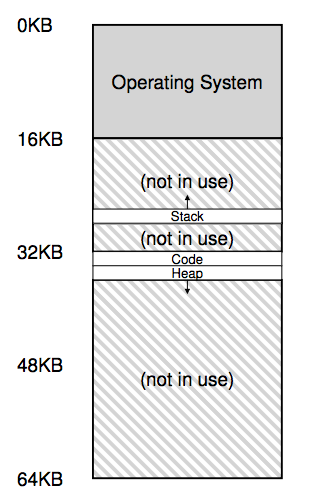 0KB
Operating System
16KB
(not in use)
Stack
(not in use)
32KB
Code
Heap
48KB
(not in use)
64KB